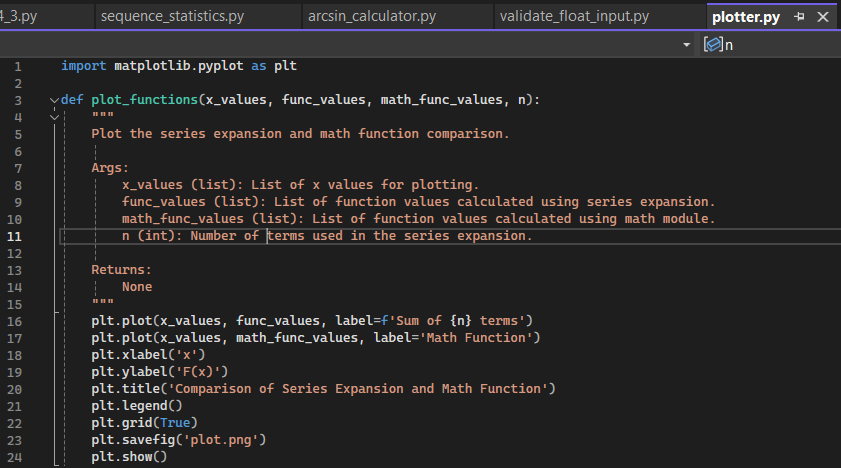 4_3.py sequence_statistics.py arcsin_calculator.py validate_float_input.py plotter.py
n
1 import matplotlib.pyplot as plt
2
3 def plot_functions(x_values, func_values, math_func_values, n):
4 """
5 Plot the series expansion and math function comparison.
6
7 Args:
8 x_values (list): List of x values for plotting.
9 func_values (list): List of function values calculated using series expansion.
10 math_func_values (list): List of function values calculated using math module.
11 n (int): Number of terms used in the series expansion.
12
13 Returns:
14 None
15 """
16 plt.plot(x_values, func_values, label=f'Sum of {n} terms')
17 plt.plot(x_values, math_func_values, label='Math Function')
18 plt.xlabel('x')
19 plt.ylabel('F(x)')
20 plt.title('Comparison of Series Expansion and Math Function')
21 plt.legend()
22 plt.grid(True)
23 plt.savefig('plot.png')
24 plt.show()